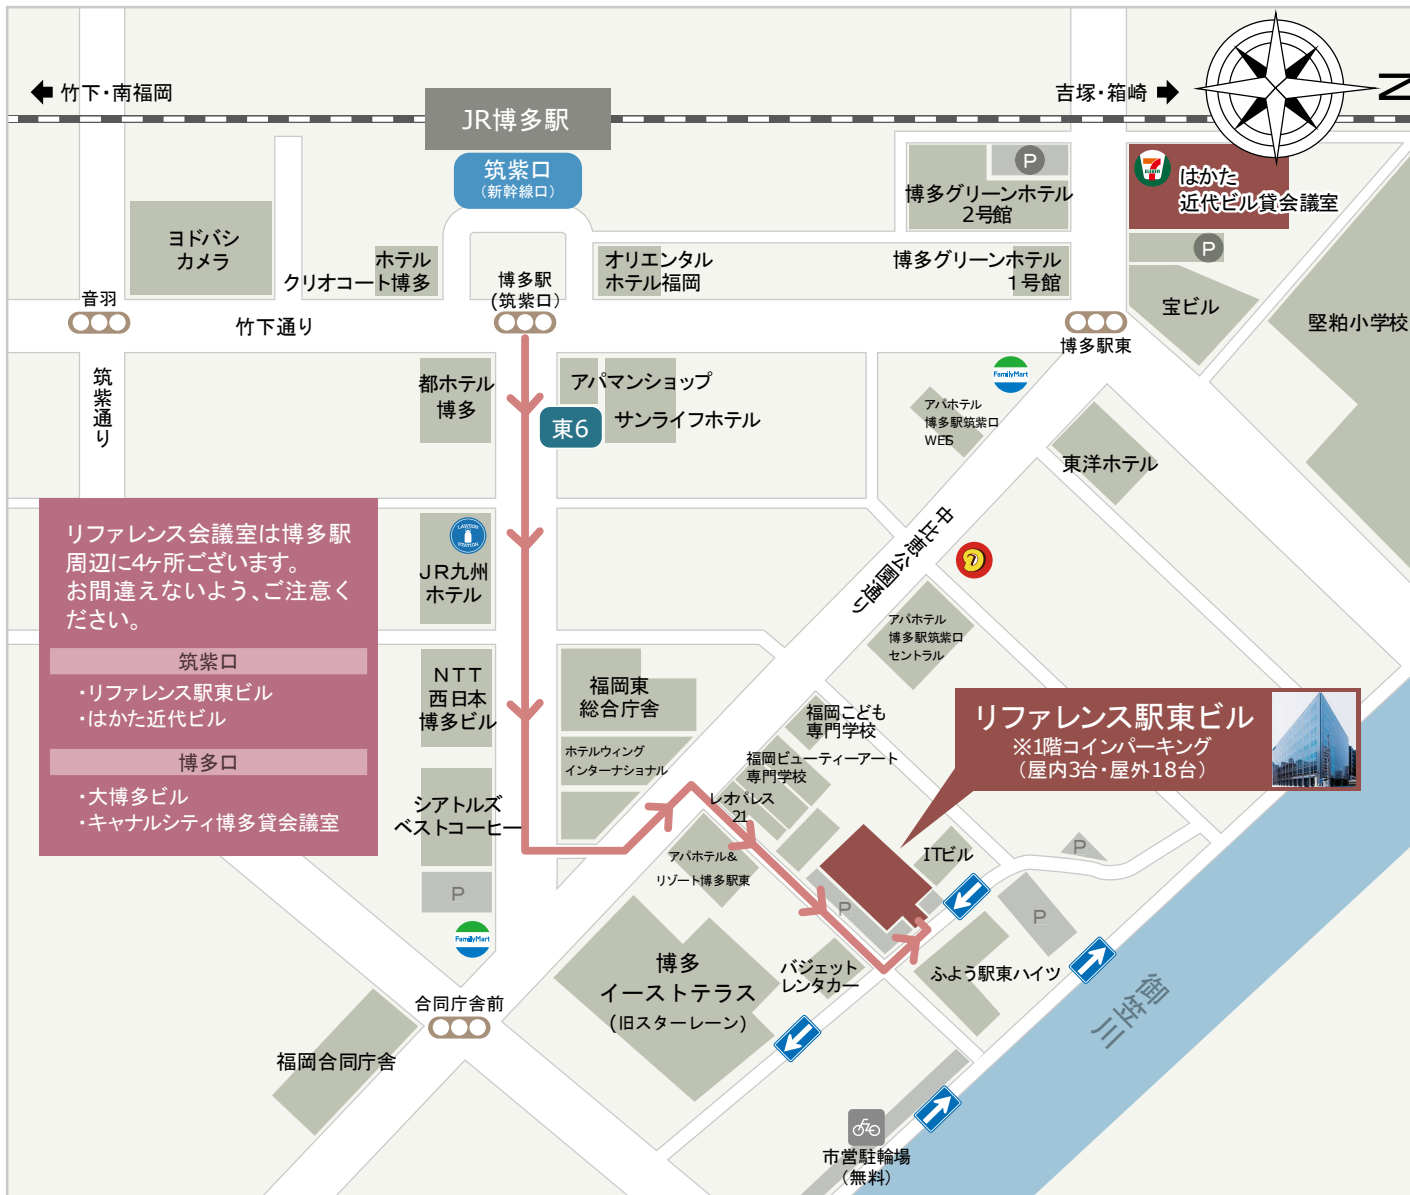 竹下・南福岡
JR博多駅
吉塚・箱崎
N
筑紫口
（新幹線口）
P
博多グリーンホテル
2号館
はかた
近代ビル貸会議室
ヨドバシ
カメラ
ホテル
クリオコート博多
博多駅
(筑紫口)
オリエンタル
ホテル福岡
博多グリーンホテル
1号館
P
宝ビル
堅粕小学校
音羽
竹下通り
博多駅東
筑紫通り
都ホテル
博多
アパマンショップ
サンライフホテル
東6
FamilyMart
アパホテル
博多駅筑紫口
WES
東洋ホテル
リファレンス会議室は博多駅
周辺に4ヶ所ございます。
お間違えないよう、ご注意く
ださい。
筑紫口
・リファレンス駅東ビル
・はかた近代ビル
博多口
・大博多ビル
・キャナルシティ博多貸会議室
LAWSON
STATION
JR九州
ホテル
中比恵公園通り
アパホテル
博多駅筑紫口
セントラル
NTT
西日本
博多ビル
福岡東
総合庁舎
ホテルウィング
インターナショナル
福岡こども
専門学校
福岡ビューティーアート
専門学校
レオパレス
21
リファレンス駅東ビル
※1階コインパーキング
（屋内3台・屋外18台）
シアトルズ
ベストコーヒー
P
FamilyMart
アパホテル&
リゾート博多駅東
ITビル
P
P
P
博多
イーストテラス
(旧スターレーン)
バジェット
レンタカー
ふよう駅東ハイツ
御笠川
合同庁舎前
福岡合同庁舎
市営駐輪場
（無料）